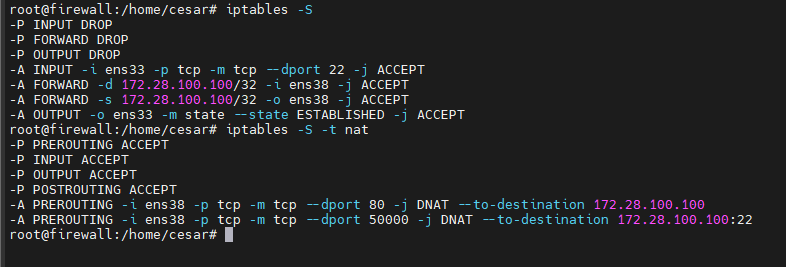 root@firewall:/home/cesar# iptables -S
-P INPUT DROP
-P FORWARD DROP
-P OUTPUT DROP
-A INPUT -i ens33 -p tcp -m tcp --dport 22 -j ACCEPT
-A FORWARD -d 172.28.100.100/32 -i ens38 -j ACCEPT
-A FORWARD -s 172.28.100.100/32 -o ens38 -j ACCEPT
-A OUTPUT -o ens33 -m state --state ESTABLISHED -j ACCEPT
root@firewall:/home/cesar# iptables -S -t nat
-P PREROUTING ACCEPT
-P INPUT ACCEPT
-P OUTPUT ACCEPT
-P POSTROUTING ACCEPT
-A PREROUTING -i ens38 -p tcp -m tcp --dport 80 -j DNAT --to-destination 172.28.100.100
-A PREROUTING -i ens38 -p tcp -m tcp --dport 50000 -j DNAT --to-destination 172.28.100.100:22
root@firewall:/home/cesar#